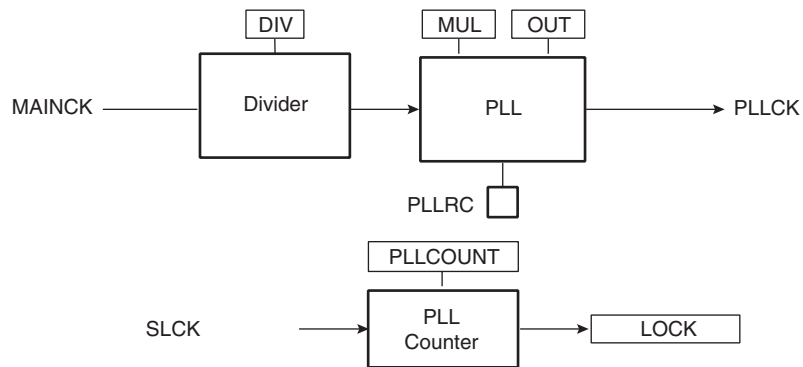 DIV
MUL
OUT
MAINCK
Divider
PLL
PLLCK
PLLRC
PLLCOUNT
SLCK
PLL
Counter
LOCK